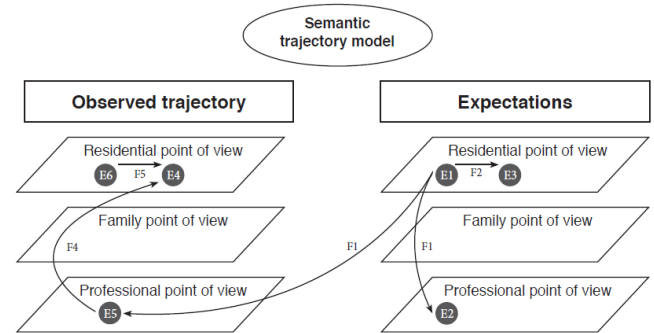 Semantic
trajectory model
Observed trajectory
Expectations
Residential point of view
E6
F5
E4
Residential point of view
E1
F2
E3
Family point of view
F4
Family point of view
F1
F1
Professional point of view
E5
Professional point of view
E2